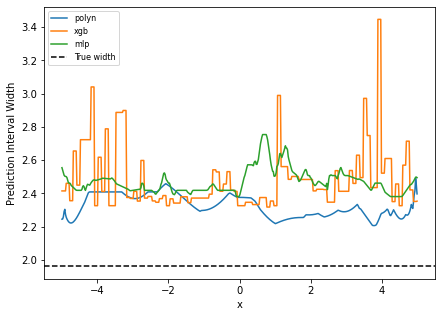 polyn
xgb
mlp
True width
Prediction Interval Width
3.4
3.2
3.0
2.8
2.6
2.4
2.2
2.0
−4
−2
0
2
4
x